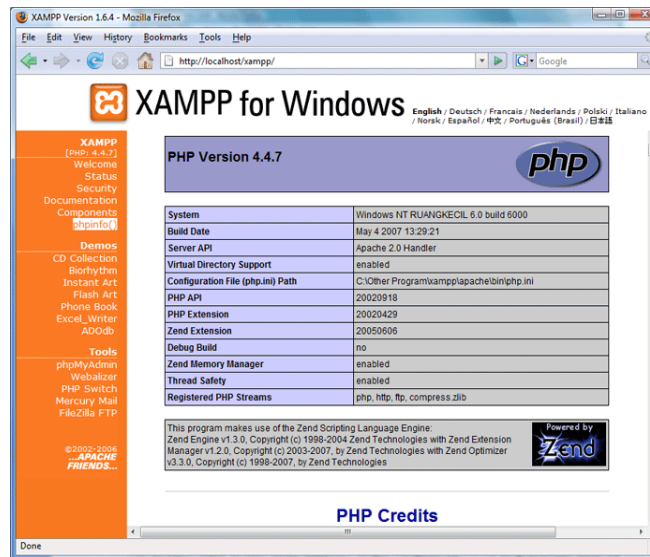 XAMPP Version 1.6.4 - Mozilla Firefox
File Edit View History Bookmarks Tools Help
http://localhost/xampp/
G Google
XAMPP for Windows
English / Deutsch / Francais / Nederlands / Polski / Italiano
/ Norsk / Español / 中文 / Português (Brasil) / 日本語
XAMPP
[PHP: 4.4.7]
Welcome
Status
Security
Documentation
Components
phpinfo()
Demos
CD Collection
Biorhythm
Instant Art
Flash Art
Phone Book
Excel_Writer
ADOdb
Tools
phpMyAdmin
Webalizer
PHP Switch
Mercury Mail
FileZilla FTP
©2002-2006
...APACHE
FRIENDS...
PHP Version 4.4.7
php
System Windows NT RUANGKECIL 6.0 build 6000
Build Date May 4 2007 13:29:21
Server API Apache 2.0 Handler
Virtual Directory Support enabled
Configuration File (php.ini) Path C:\Other Program\xampp\apache\bin\php.ini
PHP API 20020918
PHP Extension 20020429
Zend Extension 20050606
Debug Build no
Zend Memory Manager enabled
Thread Safety enabled
Registered PHP Streams php, http, ftp, compress.zlib
This program makes use of the Zend Scripting Language Engine:
Zend Engine v1.3.0, Copyright (c) 1998-2004 Zend Technologies with Zend Extension
Manager v1.2.0, Copyright (c) 2003-2007, by Zend Technologies with Zend Optimizer
v3.3.0, Copyright (c) 1998-2007, by Zend Technologies
Powered by
Zend
PHP Credits
Done